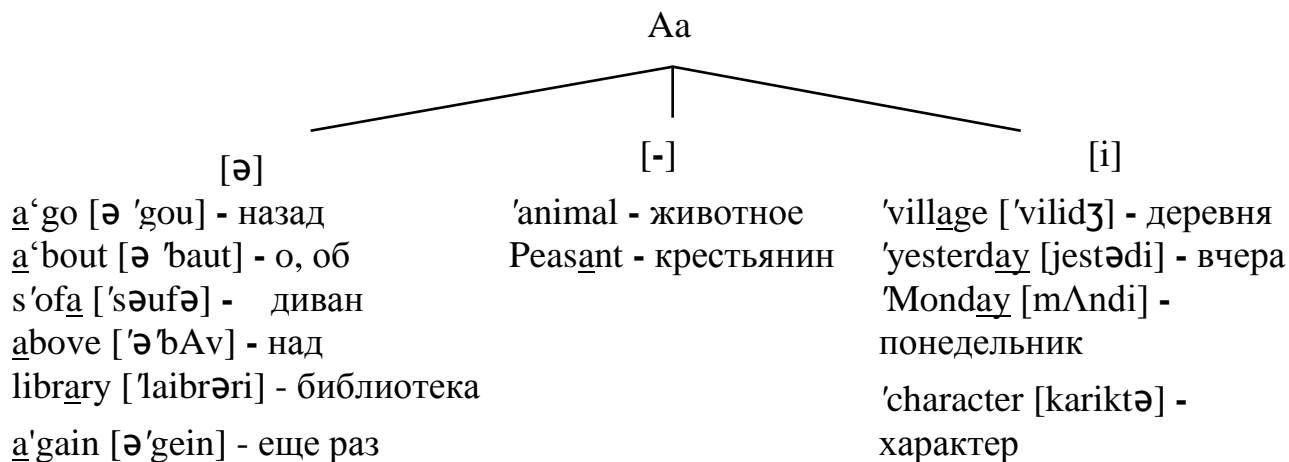 Aa
[ə]
a‘go [ə 'gou] - назад
a‘bout [ə 'baut] - о, об
s'ofa ['səufə] - диван
above ['ə'bAv] - над
library ['laibrəri] - библиотека
a'gain [ə'gein] - еще раз
[-]
'animal - животное
Peasant - крестьянин
[i]
'village ['vilidʒ] - деревня
'yesterday [jestədi] - вчера
'Monday [mΛndi] -
понедельник
'character [kariktə] -
характер